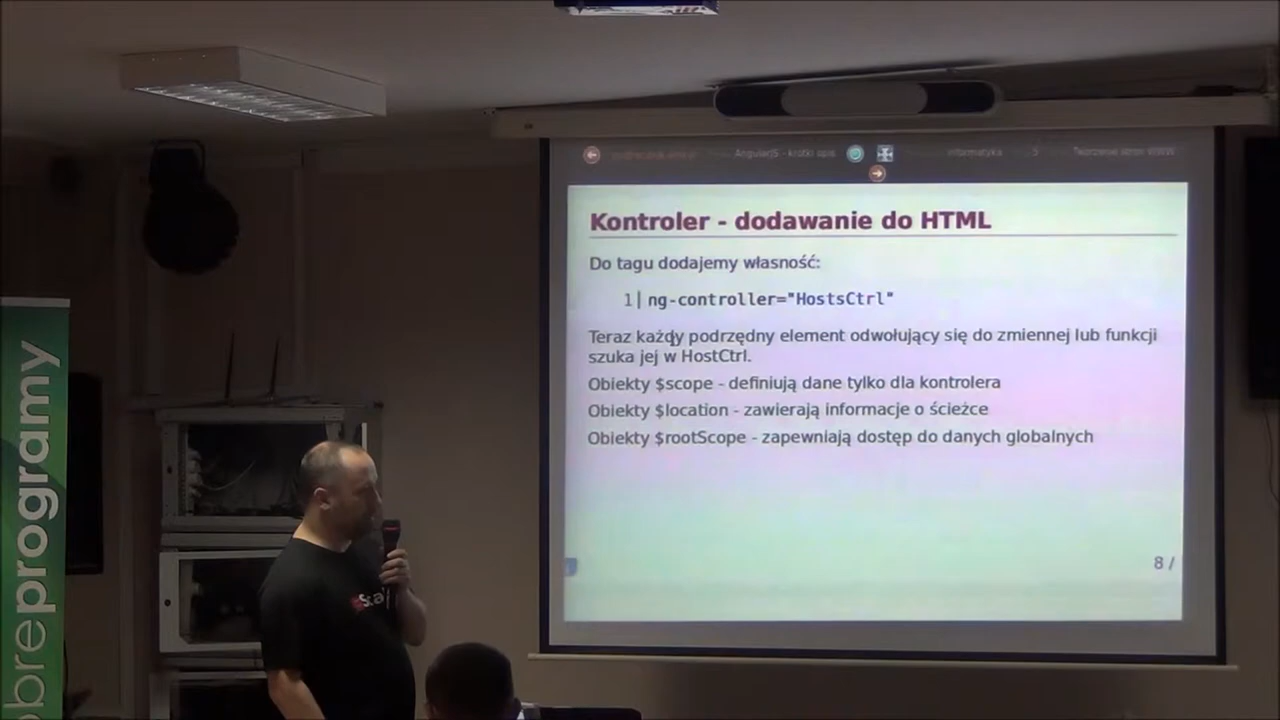 AngularJS - krótki opis
informatyka
5
Tworzenie stron WWW
Kontroler - dodawanie do HTML
Do tagu dodajemy własność:
1| ng-controller="HostsCtrl"
Teraz każdy podrzędny element odwołujący się do zmiennej lub funkcji
szuka jej w HostCtrl.
Obiekty $scope - definiują dane tylko dla kontrolera
Obiekty $location - zawierają informacje o ścieżce
Obiekty $rootScope - zapewniają dostęp do danych globalnych
8 /
obreprogramy